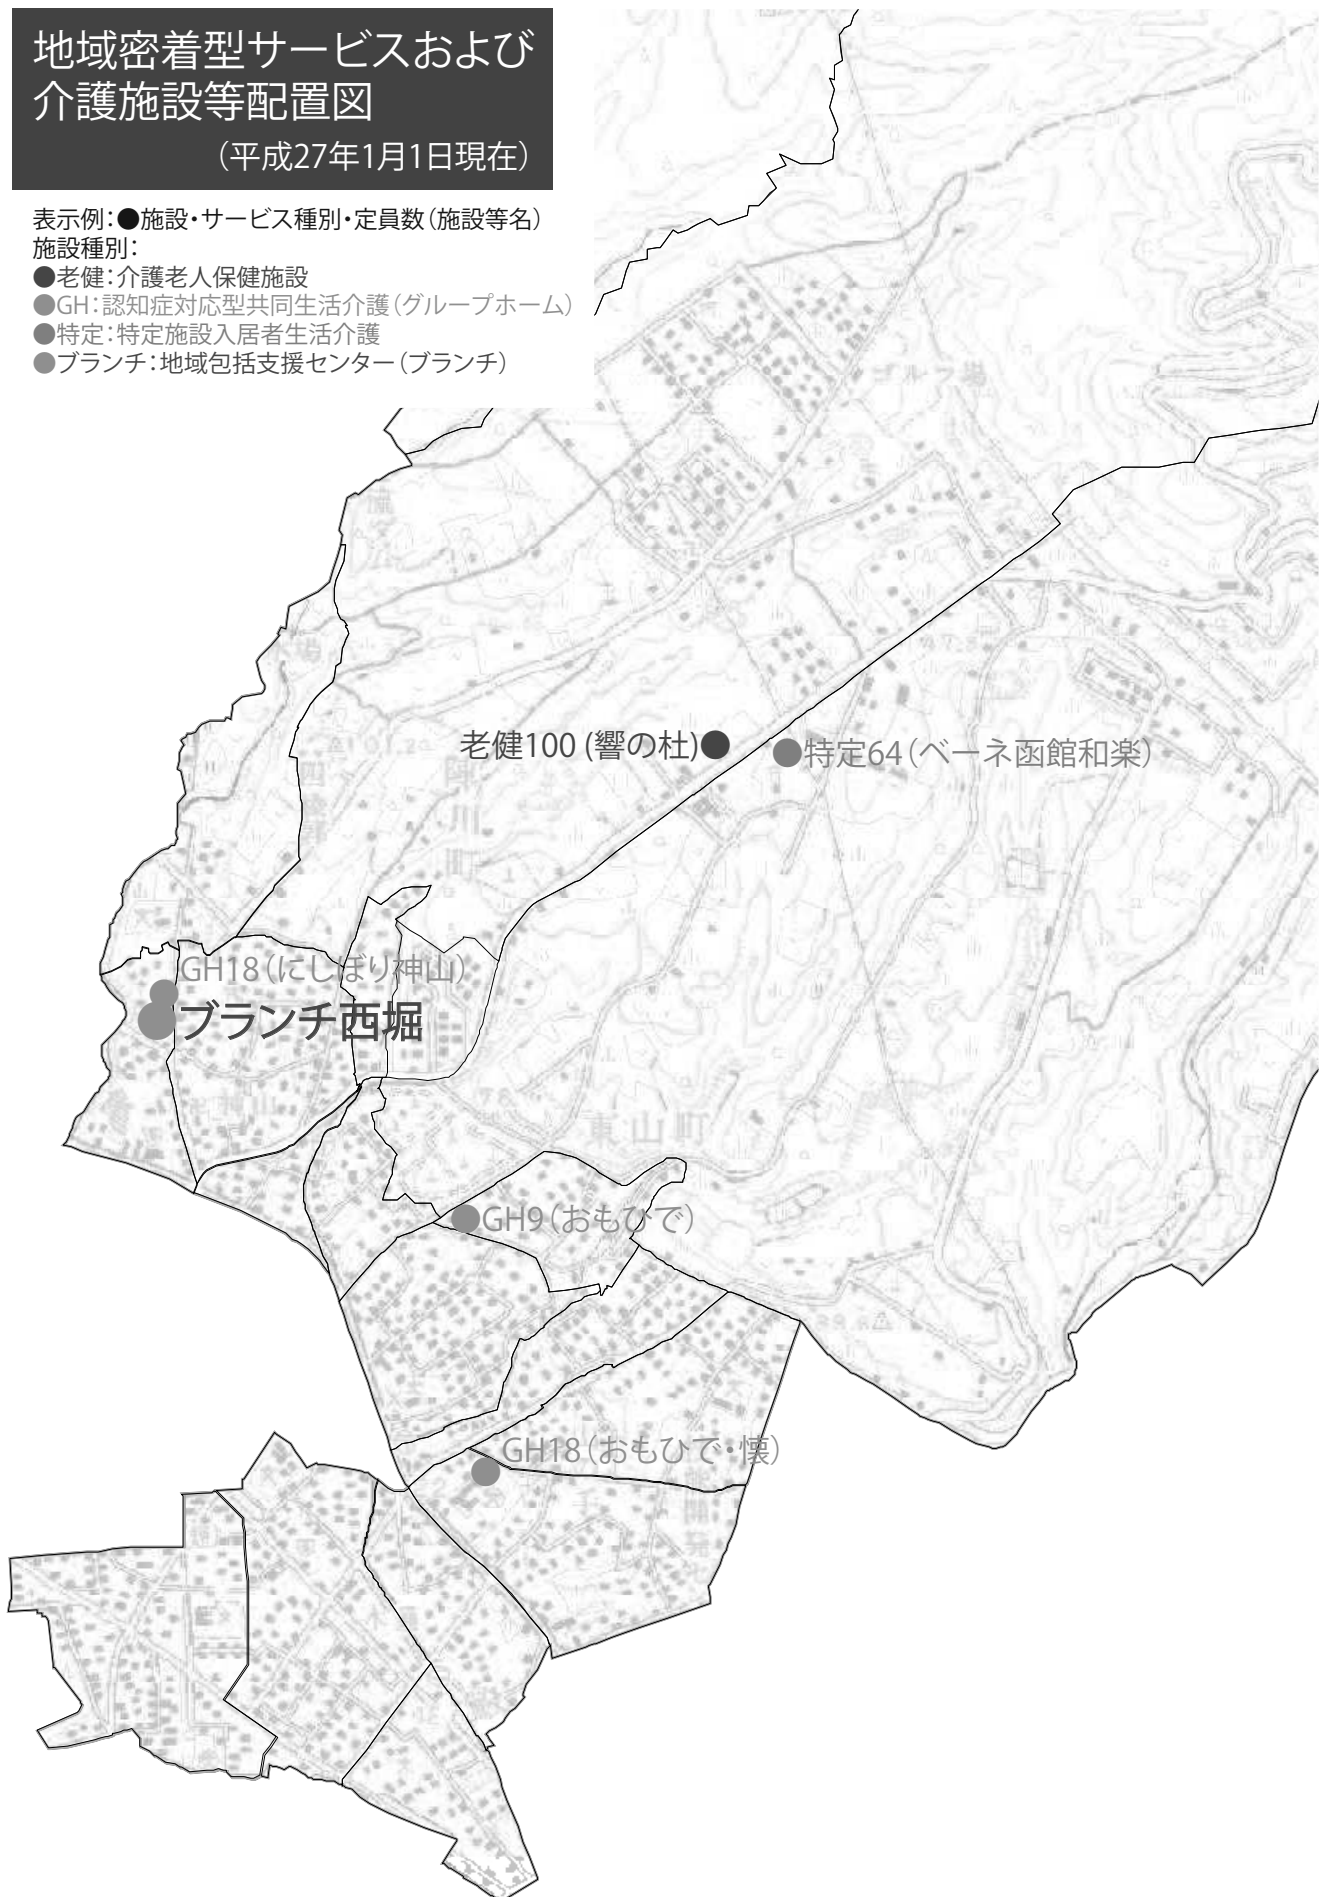 地域密着型サービスおよび
介護施設等配置図
（平成27年1月1日現在）
表示例：●施設・サービス種別・定員数（施設等名）
施設種別：
●老健：介護老人保健施設
●GH：認知症対応型共同生活介護（グループホーム）
●特定：特定施設入居者生活介護
●ブランチ：地域包括支援センター（ブランチ）
ゴルフ場
老健100 (響の杜)●
●特定64（ベーネ函館和楽）
GH18（にしぼり神山）
ブランチ西堀
東山町
GH9（おもひで）
GH18（おもひで・懐）